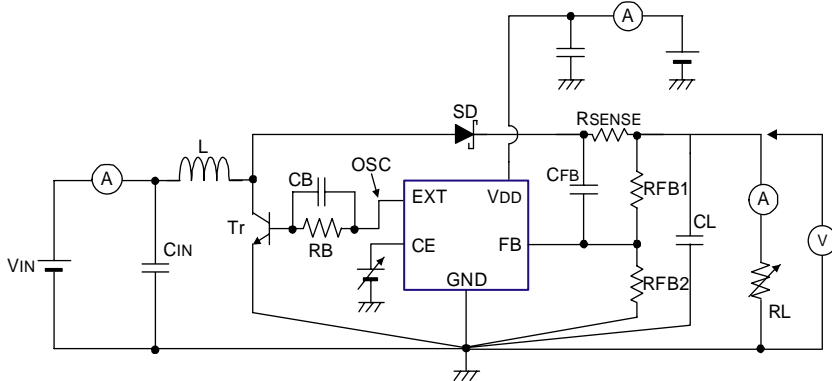 A
SD
RSENSE
L
OSC
A
CB
EXT
VDD
CFB
RFB1
A
Tr
RB
CE
FB
CL
V
CIN
VIN
GND
RFB2
RL